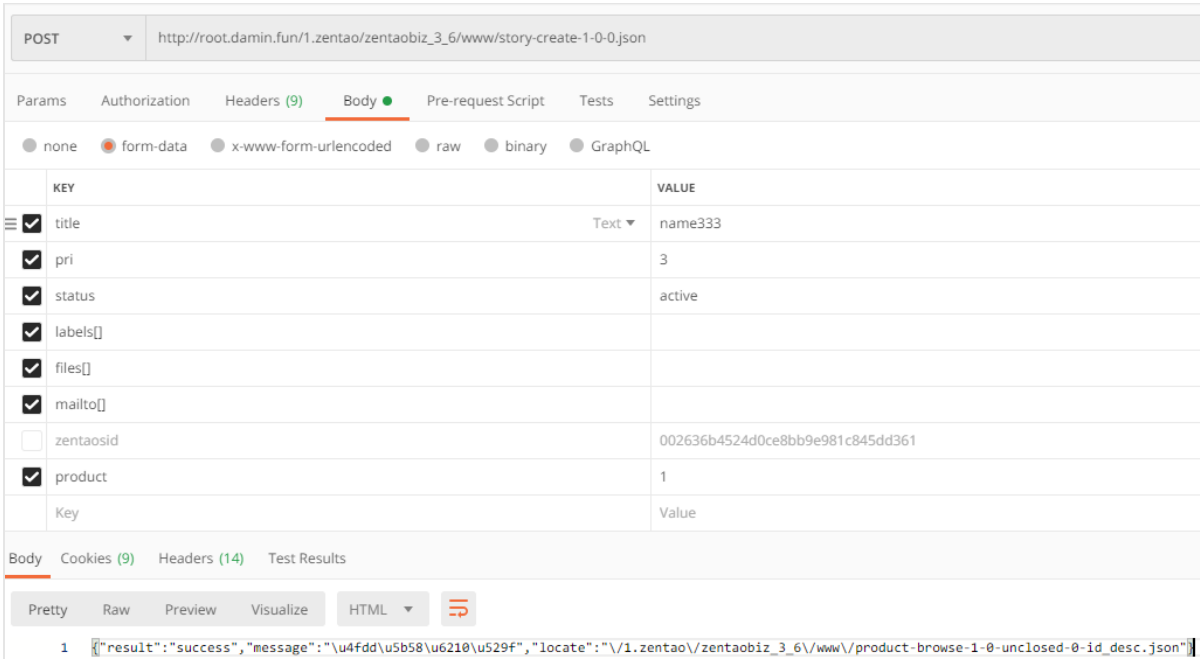 POST http://root.damin.fun/1.zentao/zentaobiz_3_6/www/story-create-1-0-0.json
Params Authorization Headers (9) Body Pre-request Script Tests Settings
none form-data x-www-form-urlencoded raw binary GraphQL
KEY VALUE
title Text name333
pri 3
status active
labels[]
files[]
mailto[]
zentaosid 002636b4524d0ce8bb9e981c845dd361
product 1
Key Value
Body Cookies (9) Headers (14) Test Results
Pretty Raw Preview Visualize HTML
1 {"result":"success","message":"\u4fdd\u5b58\u6210\u529f","locate":"\/1.zentao\/zentaobiz_3_6\/www\/product-browse-1-0-unclosed-0-id_desc.json"}